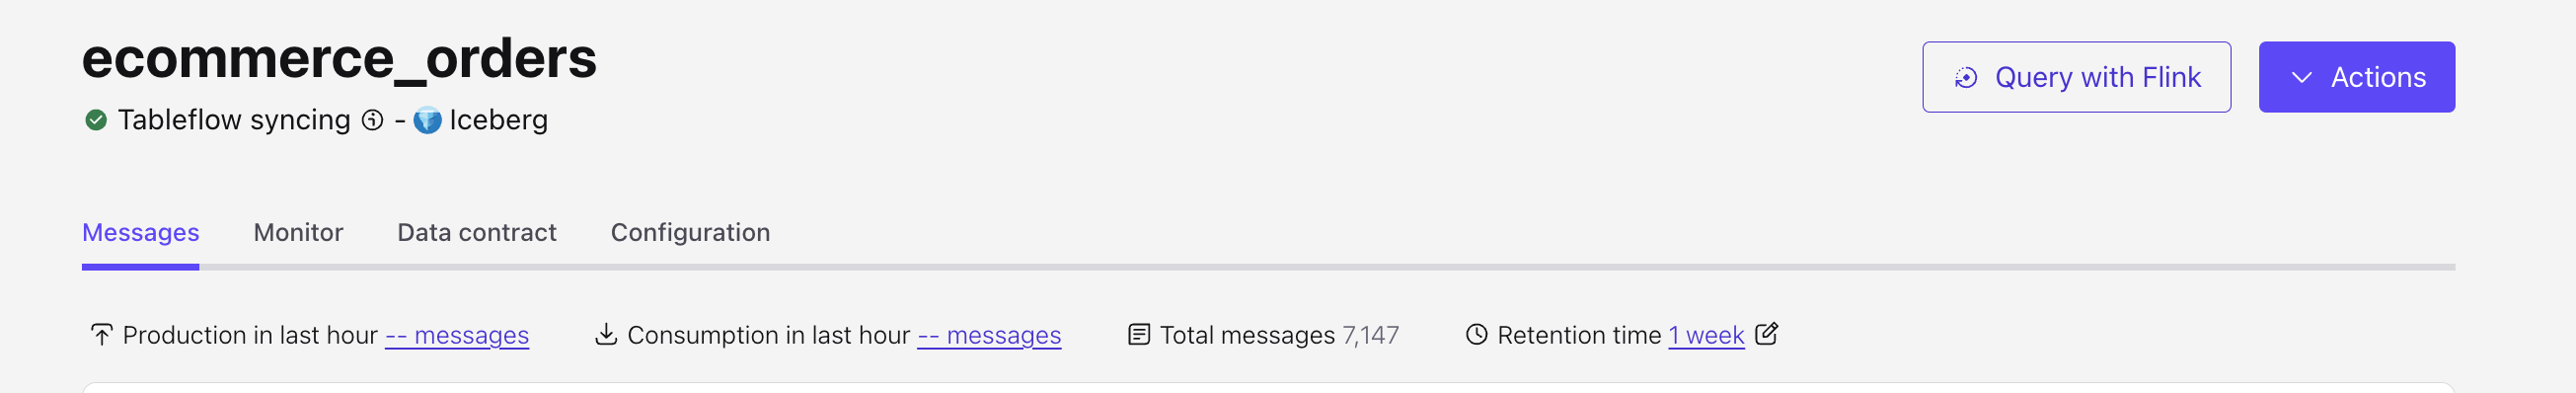 ecommerce_orders
Query with Flink
Actions
Tableflow syncing - Iceberg
Messages Monitor Data contract Configuration
Production in last hour -- messages Consumption in last hour -- messages Total messages 7,147 Retention time 1 week